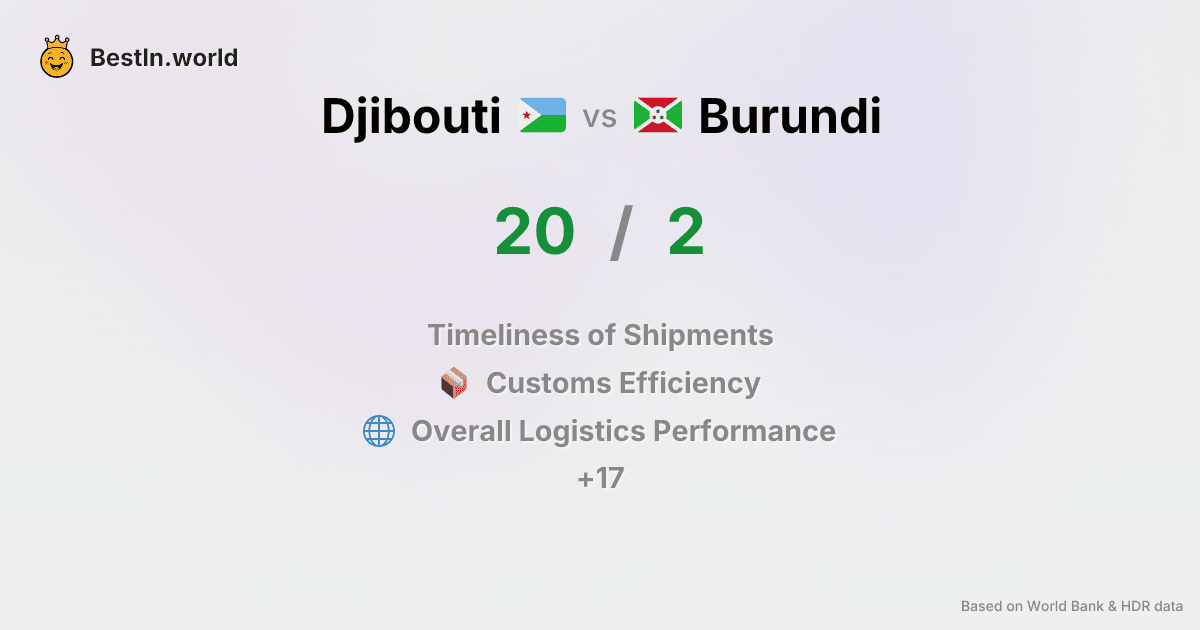 BestIn.world
Djibouti vs Burundi
20 / 2
Timeliness of Shipments
Customs Efficiency
Overall Logistics Performance
+17
Based on World Bank & HDR data